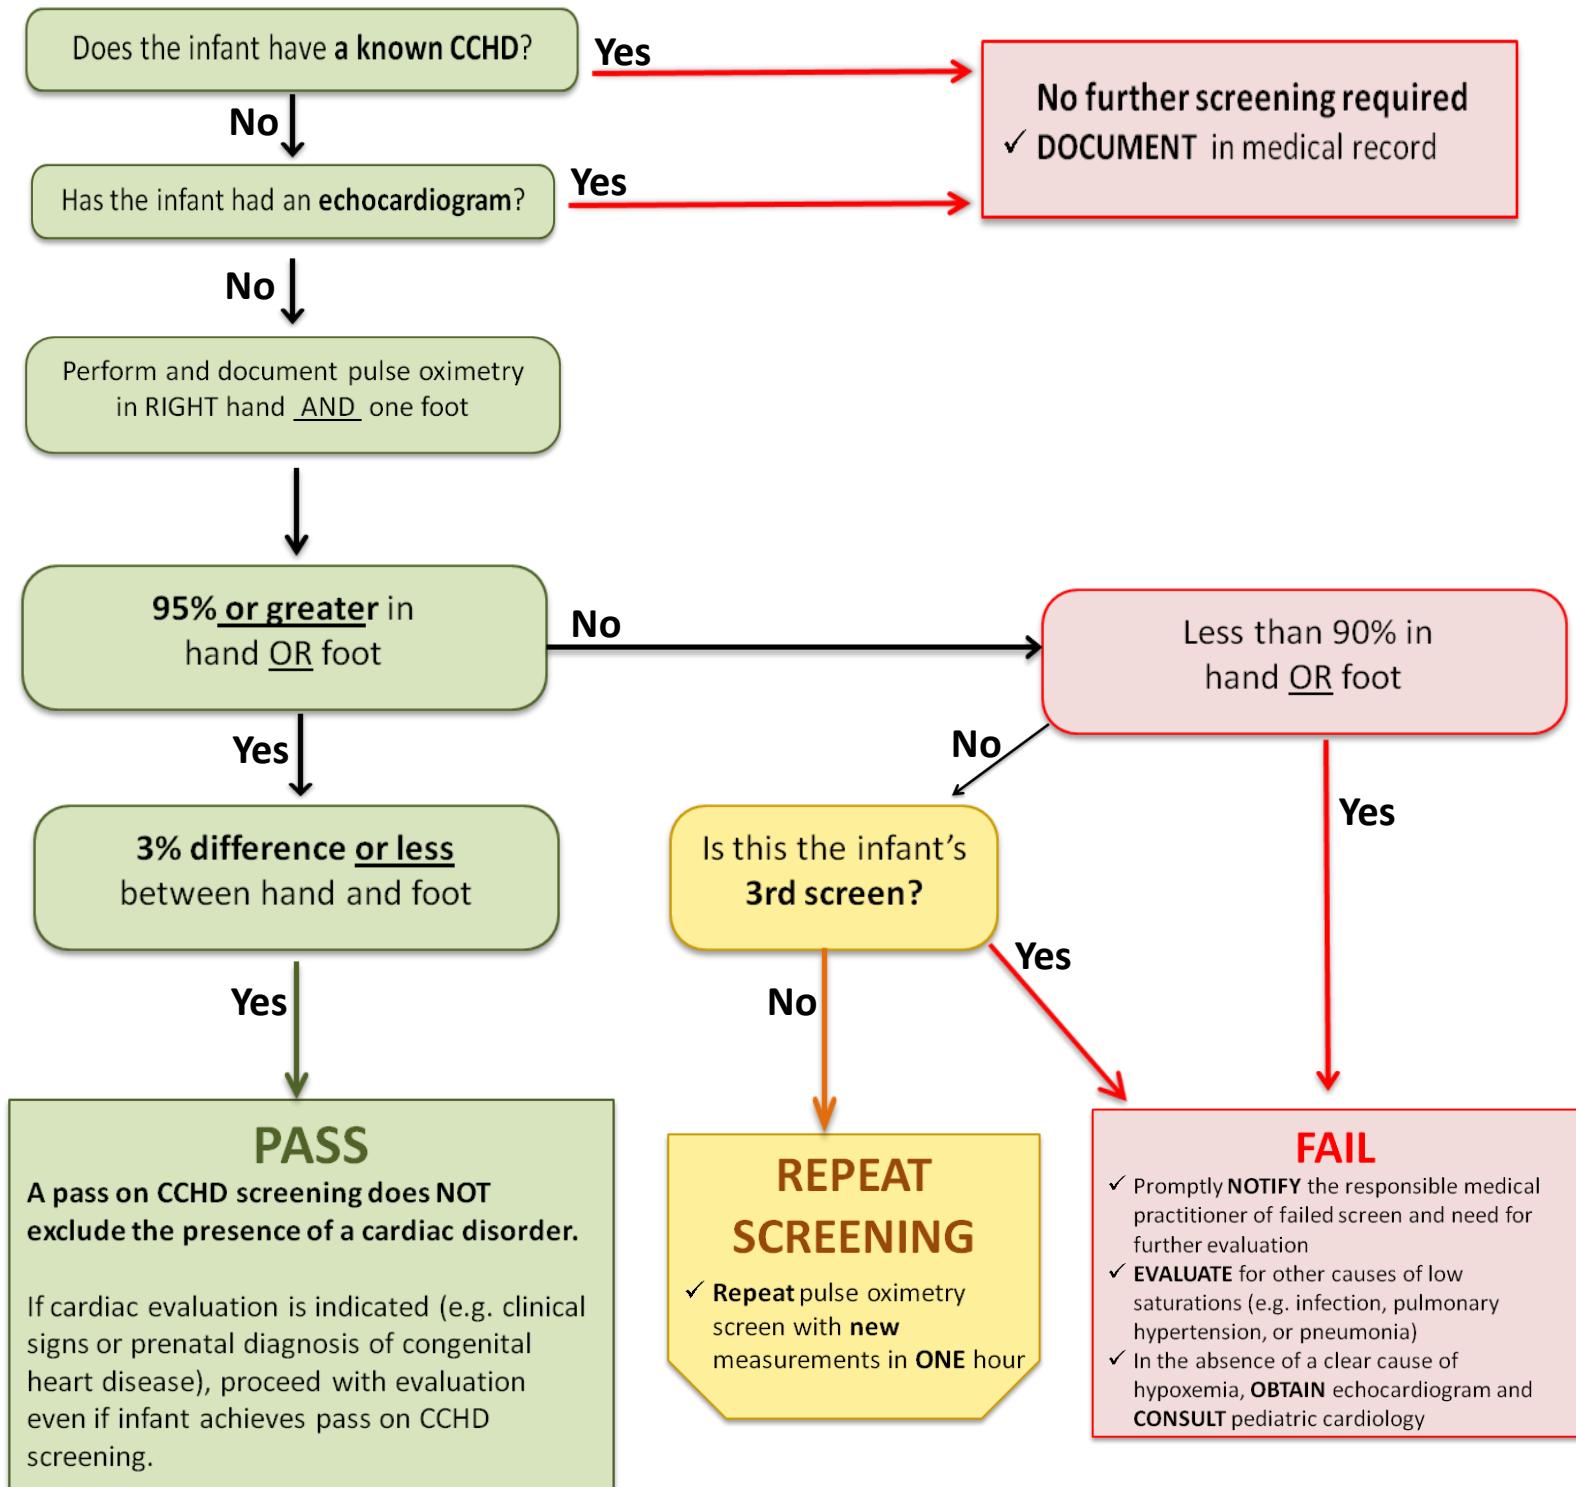 Does the infant have a known CCHD?
Yes
No further screening required
✓ DOCUMENT in medical record
No
Has the infant had an echocardiogram?
Yes
No
Perform and document pulse oximetry
in RIGHT hand AND one foot
95% or greater in
hand OR foot
No
Less than 90% in
hand OR foot
Yes
No
Yes
3% difference or less
between hand and foot
Is this the infant's
3rd screen?
Yes
No
Yes
PASS
A pass on CCHD screening does NOT
exclude the presence of a cardiac disorder.
If cardiac evaluation is indicated (e.g. clinical
signs or prenatal diagnosis of congenital
heart disease), proceed with evaluation
even if infant achieves pass on CCHD
screening.
REPEAT
SCREENING
✓ Repeat pulse oximetry
screen with new
measurements in ONE hour
FAIL
✓ Promptly NOTIFY the responsible medical
practitioner of failed screen and need for
further evaluation
✓ EVALUATE for other causes of low
saturations (e.g. infection, pulmonary
hypertension, or pneumonia)
✓ In the absence of a clear cause of
hypoxemia, OBTAIN echocardiogram and
CONSULT pediatric cardiology